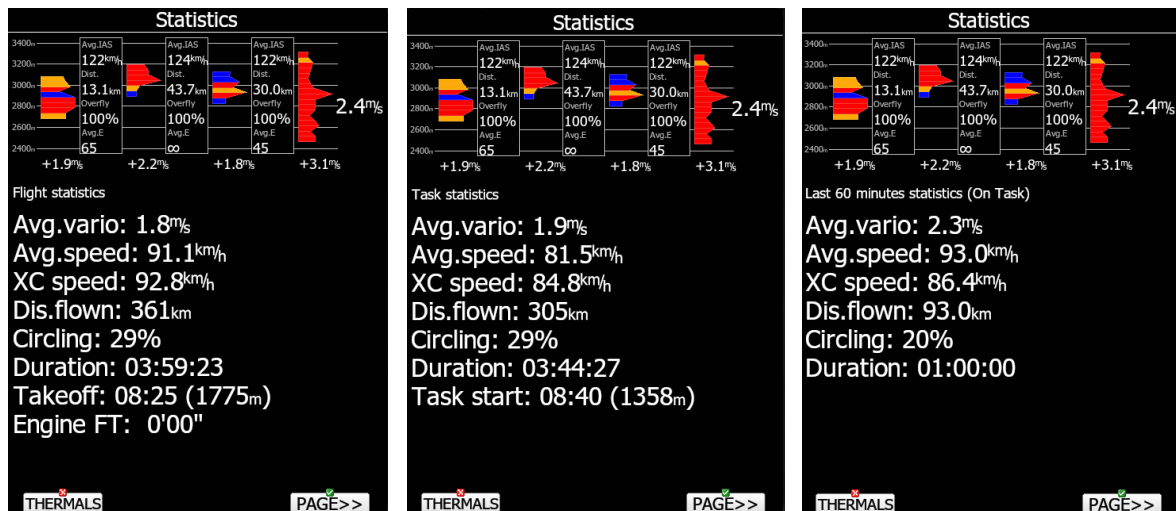 Statistics
3400m
3200m
3000m
2800m
2600m
2400m
Avg.IAS
122km/h
Dist.
13.1km
Overfly
100%
Avg.E
65
Avg.IAS
124km/h
Dist.
43.7km
Overfly
100%
Avg.E
∞
Avg.IAS
122km/h
Dist.
30.0km
Overfly
100%
Avg.E
45
2.4m/s
+1.9m/s +2.2m/s +1.8m/s +3.1m/s
Flight statistics
Avg.vario: 1.8m/s
Avg.speed: 91.1km/h
XC speed: 92.8km/h
Dis.flown: 361km
Circling: 29%
Duration: 03:59:23
Takeoff: 08:25 (1775m)
Engine FT: 0'00"
THERMALS PAGE>>
Statistics
3400m
3200m
3000m
2800m
2600m
2400m
Avg.IAS
122km/h
Dist.
13.1km
Overfly
100%
Avg.E
65
Avg.IAS
124km/h
Dist.
43.7km
Overfly
100%
Avg.E
∞
Avg.IAS
122km/h
Dist.
30.0km
Overfly
100%
Avg.E
45
2.4m/s
+1.9m/s +2.2m/s +1.8m/s +3.1m/s
Task statistics
Avg.vario: 1.9m/s
Avg.speed: 81.5km/h
XC speed: 84.8km/h
Dis.flown: 305km
Circling: 29%
Duration: 03:44:27
Task start: 08:40 (1358m)
THERMALS PAGE>>
Statistics
3400m
3200m
3000m
2800m
2600m
2400m
Avg.IAS
122km/h
Dist.
13.1km
Overfly
100%
Avg.E
65
Avg.IAS
124km/h
Dist.
43.7km
Overfly
100%
Avg.E
∞
Avg.IAS
122km/h
Dist.
30.0km
Overfly
100%
Avg.E
45
2.4m/s
+1.9m/s +2.2m/s +1.8m/s +3.1m/s
Last 60 minutes statistics (On Task)
Avg.vario: 2.3m/s
Avg.speed: 93.0km/h
XC speed: 86.4km/h
Dis.flown: 93.0km
Circling: 20%
Duration: 01:00:00
THERMALS PAGE>>